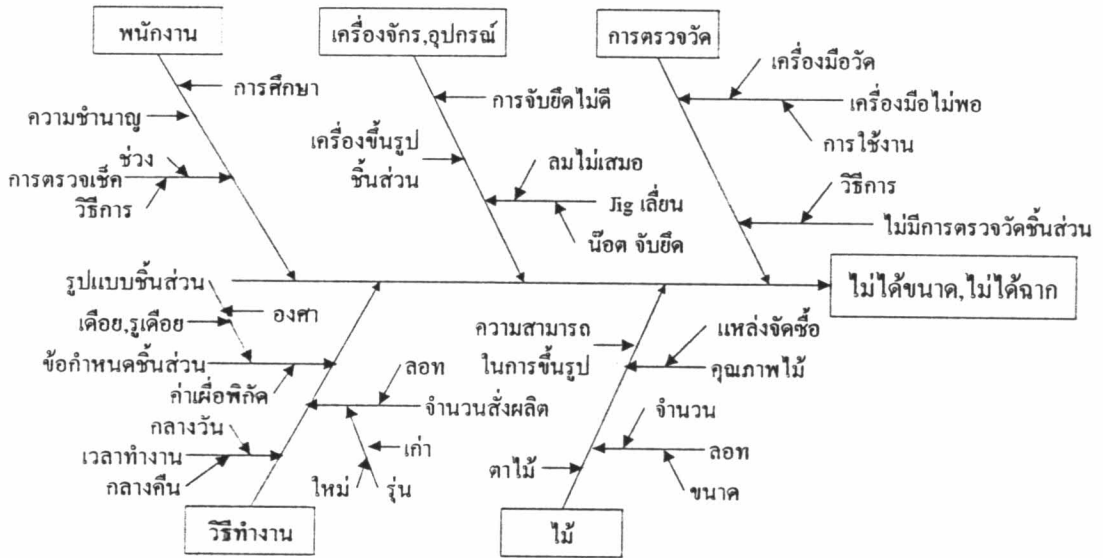 พนักงาน
เครื่องจักร,อุปกรณ์
การตรวจวัด
การศึกษา
ความชำนาญ
ช่วง
การตรวจเช็ค
วิธีการ
การจับยึดไม่ดี
เครื่องขึ้นรูป
ชิ้นส่วน
ลมไม่เสมอ
Jig เลื่อน
น๊อต จับยึด
เครื่องมือวัด
เครื่องมือไม่พอ
การใช้งาน
วิธีการ
ไม่มีการตรวจวัดชิ้นส่วน
ไม่ได้ขนาด,ไม่ได้ฉาก
รูปแบบชิ้นส่วน
องศา
เดือย,รูเดือย
ข้อกำหนดชิ้นส่วน
ค่าเผื่อพิกัด
ลอท
จำนวนสั่งผลิต
กลางวัน
เวลาทำงาน
กลางคืน
เก่า
ใหม่
รุ่น
วิธีทำงาน
ความสามารถ
ในการขึ้นรูป
แหล่งจัดซื้อ
คุณภาพไม้
จำนวน
ลอท
ขนาด
ตาไม้
ไม้